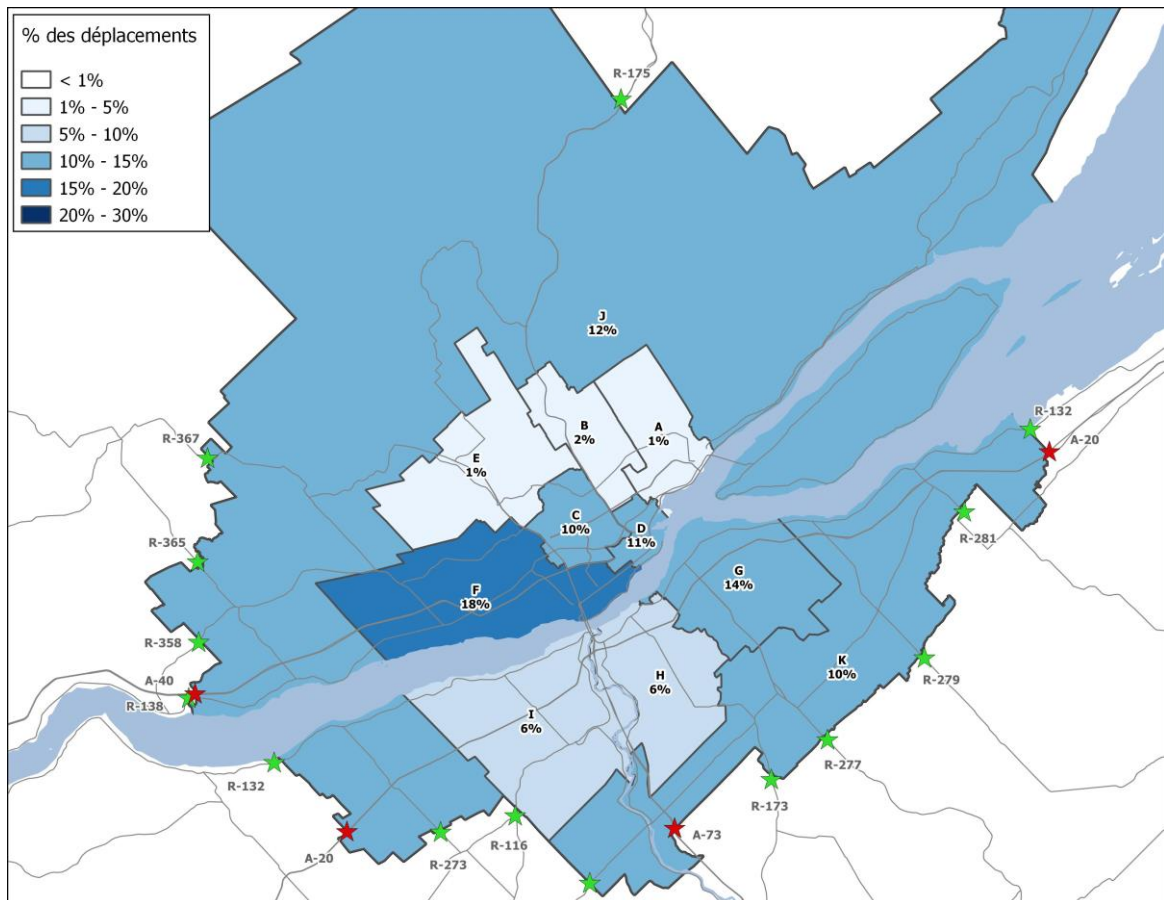 % des déplacements
< 1%
1% - 5%
5% - 10%
10% - 15%
15% - 20%
20% - 30%
R-175
J
12%
B
2%
A
1%
E
1%
R-132
A-20
R-367
C
10%
D
11%
R-281
R-365
G
14%
F
18%
R-358
K
10%
R-279
A-40
R-138
H
6%
I
6%
R-132
R-277
R-173
A-20
R-273
R-116
A-73